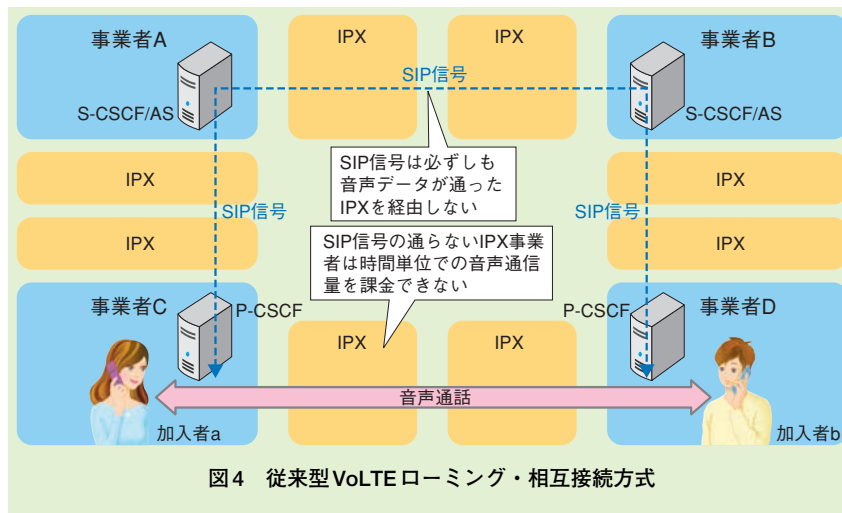 事業者A
IPX
IPX
事業者B
SIP信号
S-CSCF/AS
S-CSCF/AS
SIP信号は必ずしも
音声データが通った
IPXを経由しない
IPX
IPX
SIP信号
SIP信号
IPX
IPX
SIP信号の通らないIPX事業
者は時間単位での音声通信
量を課金できない
事業者C
P-CSCF
IPX
IPX
P-CSCF
事業者D
音声通話
加入者a
加入者b
図4 従来型VoLTEローミング・相互接続方式